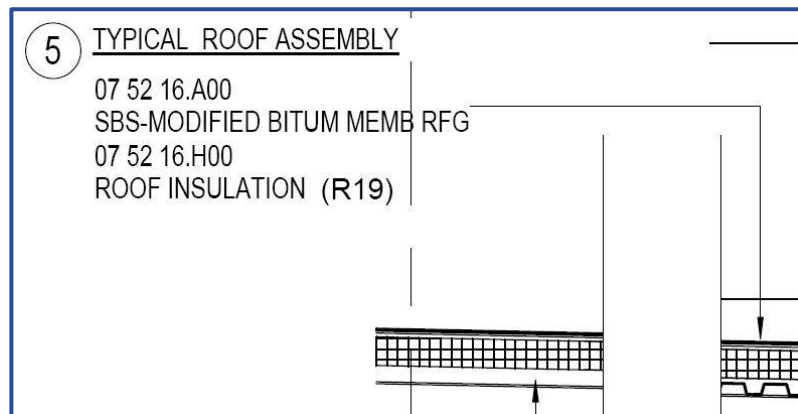 5
TYPICAL ROOF ASSEMBLY
07 52 16.A00
SBS-MODIFIED BITUM MEMB RFG
07 52 16.H00
ROOF INSULATION (R19)